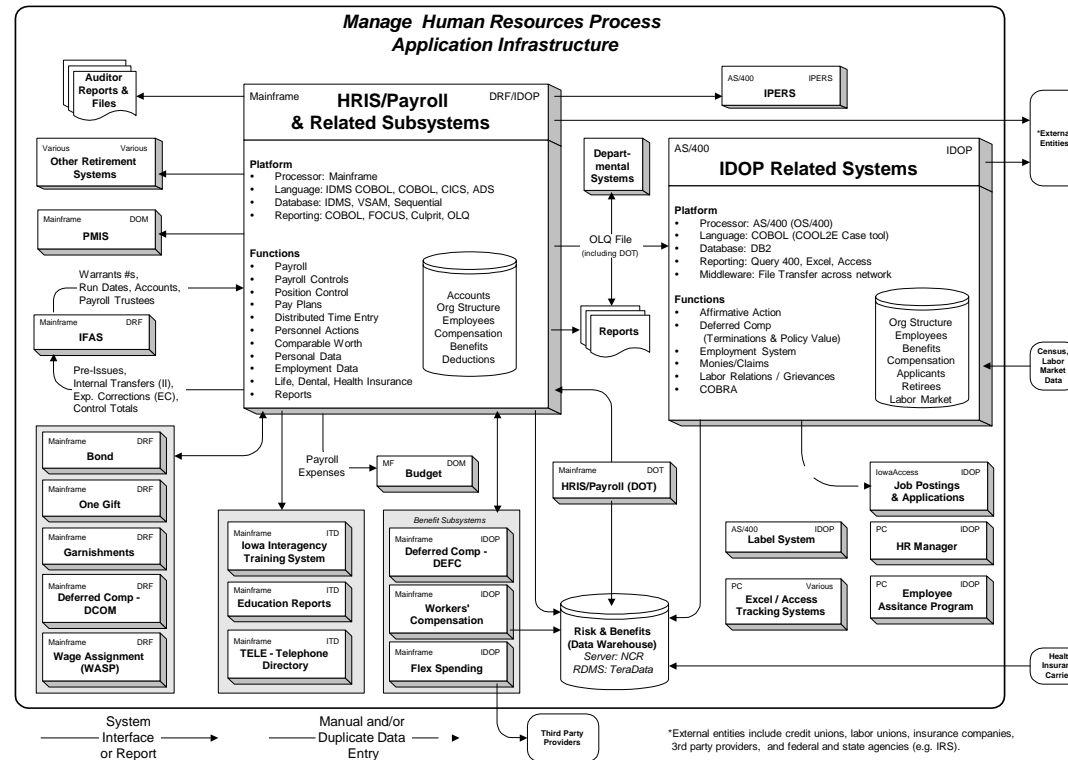 Manage Human Resources Process
Application Infrastructure
Auditor
Reports &
Files
Mainframe
DRF/IDOP
HRIS/Payroll
& Related Subsystems
Platform
• Processor: Mainframe
• Language: IDMS COBOL, COBOL, CICS, ADS
• Database: IDMS, VSAM, Sequential
• Reporting: COBOL, FOCUS, Culprit, OLQ
Functions
• Payroll
• Payroll Controls
• Position Control
• Pay Plans
• Distributed Time Entry
• Personnel Actions
• Comparable Worth
• Personal Data
• Employment Data
• Life, Dental, Health Insurance
• Reports
Accounts
Org Structure
Employees
Compensation
Benefits
Deductions
AS/400
IPERS
IPERS
*External
Entities
Various
Various
Other Retirement
Systems
Mainframe
DOM
PMIS
Warrants #s,
Run Dates, Accounts,
Payroll Trustees
Mainframe
DRF
IFAS
Pre-Issues,
Internal Transfers (II),
Exp. Corrections (EC),
Control Totals
Depart-
mental
Systems
OLQ File
(including DOT)
Reports
AS/400
IDOP
IDOP Related Systems
Platform
• Processor: AS/400 (OS/400)
• Language: COBOL (COOL2E Case tool)
• Database: DB2
• Reporting: Query 400, Excel, Access
• Middleware: File Transfer across network
Functions
• Affirmative Action
• Deferred Comp
(Terminations & Policy Value)
• Employment System
• Monies/Claims
• Labor Relations / Grievances
• COBRA
Org Structure
Employees
Benefits
Compensation
Applicants
Retirees
Labor Market
Census,
Labor
Market
Data
Mainframe
DRF
Bond
Mainframe
DRF
One Gift
Mainframe
DRF
Garnishments
Mainframe
DRF
Deferred Comp -
DCOM
Mainframe
DRF
Wage Assignment
(WASP)
Payroll
Expenses
MF
DOM
Budget
Mainframe
ITD
Iowa Interagency
Training System
Mainframe
ITD
Education Reports
Mainframe
ITD
TELE - Telephone
Directory
Benefit Subsystems
Mainframe
IDOP
Deferred Comp -
DEFC
Mainframe
IDOP
Workers'
Compensation
Mainframe
IDOP
Flex Spending
Mainframe
DOT
HRIS/Payroll (DOT)
Risk & Benefits
(Data Warehouse)
Server: NCR
RDMS: TeraData
IowaAccess
IDOP
Job Postings
& Applications
AS/400
IDOP
Label System
PC
IDOP
HR Manager
PC
Various
Excel / Access
Tracking Systems
PC
IDOP
Employee
Assitance Program
Healt
Insuran
Carrie
System
Interface
or Report
Manual and/or
Duplicate Data
Entry
Third Party
Providers
*External entities include credit unions, labor unions, insurance companies,
3rd party providers, and federal and state agencies (e.g. IRS).